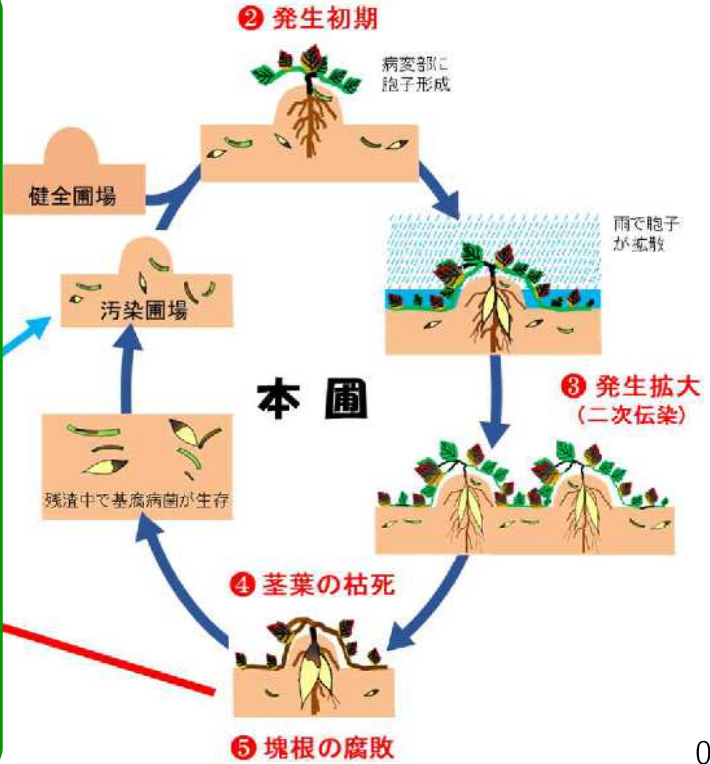 ❷ 発生初期
病変部に
胞子形成
健全圃場
雨で胞子
が拡散
汚染圃場
本圃
❸ 発生拡大
(二次伝染)
残渣中で基腐病菌が生存
❹ 茎葉の枯死
❺ 塊根の腐敗
0